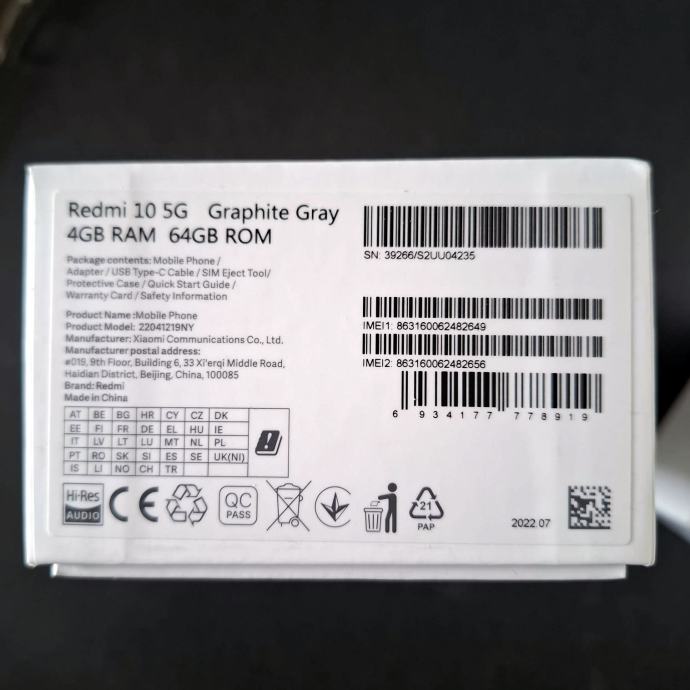 Redmi 10 5G Graphite Gray
4GB RAM 64GB ROM
Package contents: Mobile Phone /
Adapter / USB Type-C Cable / SIM Eject Tool/
Protective Case / Quick Start Guide /
Warranty Card / Safety Information
Product Name :Mobile Phone
Product Model: 22041219NY
Manufacturer: Xiaomi Communications Co., Ltd.
Manufacturer postal address:
#019, 9th Floor, Building 6, 33 Xi'erqi Middle Road,
Haidian District, Beijing, China, 100085
Brand: Redmi
Made in China
AT BE BG HR CY CZ DK
EE FI FR DE EL HU IE
IT LV LT LU MT NL PL
PT RO SK SI ES SE UK(NI)
IS LI NO CH TR
SN: 39266/S2UU04235
IMEI1: 863160062482649
IMEI2: 863160062482656
6 934177 778919
Hi-Res
AUDIO
CE
QC
PASS
21
PAP
2022.07